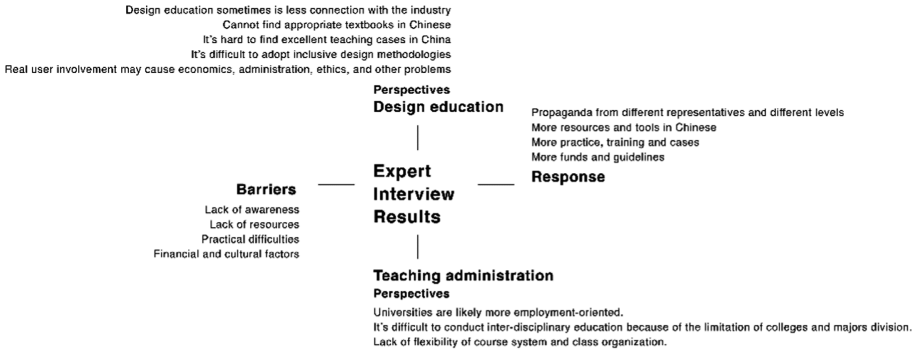 Design education sometimes is less connection with the industry
Cannot find appropriate textbooks in Chinese
It's hard to find excellent teaching cases in China
It's difficult to adopt inclusive design methodologies
Real user involvement may cause economics, administration, ethics, and other problems
Perspectives
Design education
Propaganda from different representatives and different levels
More resources and tools in Chinese
More practice, training and cases
More funds and guidelines
Response
Expert
Interview
Results
Barriers
Lack of awareness
Lack of resources
Practical difficulties
Financial and cultural factors
Teaching administration
Perspectives
Universities are likely more employment-oriented.
It's difficult to conduct inter-disciplinary education because of the limitation of colleges and majors division.
Lack of flexibility of course system and class organization.